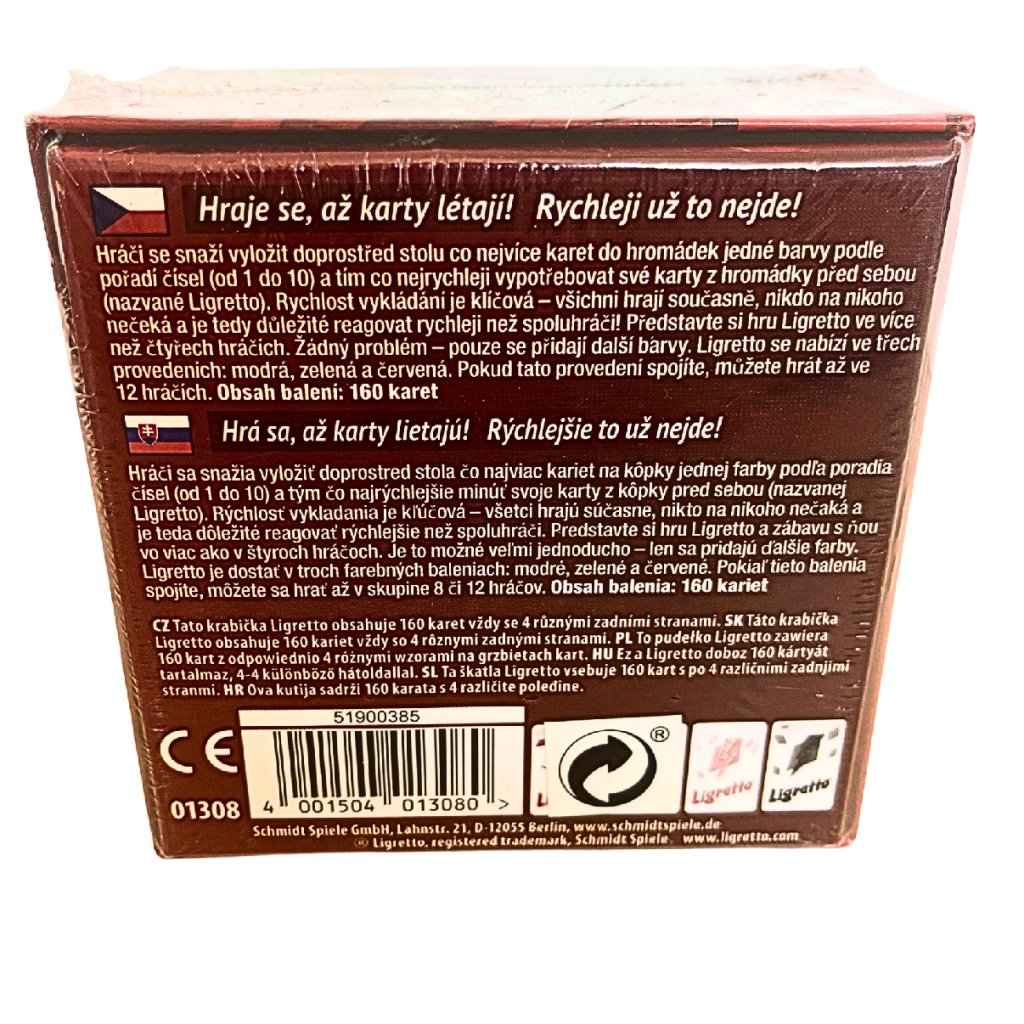 Hraje se, až karty létají! Rychleji už to nejde!
Hráči se snaží vyložit doprostřed stolu co nejvíce karet do hromádek jedné barvy podle
pořadí čísel (od 1 do 10) a tím co nejrychleji vypotřebovat své karty z hromádky před sebou
(nazvané Ligretto). Rychlost vykládání je klíčová – všichni hrají současně, nikdo na nikoho
nečeká a je tedy důležité reagovat rychleji než spoluhráči! Představte si hru Ligretto ve více
než čtyřech hráčích. Žádný problém – pouze se přidají další barvy. Ligretto se nabízí ve třech
provedeních: modrá, zelená a červená. Pokud tato provedení spojíte, můžete hrát až ve
12 hráčích. Obsah balení: 160 karet
Hrá sa, až karty lietajú! Rýchlejšie to už nejde!
Hráči sa snažia vyložiť doprostred stola čo najviac kariet na kôpky jednej farby podľa poradia
čísel (od 1 do 10) a tým čo najrýchlejšie minúť svoje karty z kôpky pred sebou (nazvanej
Ligretto). Rýchlosť vykladania je kľúčová – všetci hrajú súčasne, nikto na nikoho nečaká a
je teda dôležité reagovať rýchlejšie než spoluhráči. Predstavte si hru Ligretto a zábavu s ňou
vo viac ako v štyroch hráčoch. Je to možné veľmi jednoducho – len sa pridajú ďalšie farby.
Ligretto je dostať v troch farebných baleniach: modré, zelené a červené. Pokiaľ tieto balenia
spojíte, môžete sa hrať až v skupine 8 či 12 hráčov. Obsah balenia: 160 kariet
CZ Tato krabička Ligretto obsahuje 160 karet vždy se 4 různými zadními stranami. SK Táto krabička
Ligretto obsahuje 160 kariet vždy so 4 rôznymi zadnými stranami. PL To pudełko Ligretto zawiera
160 kart z odpowiednio 4 różnymi wzorami na grzbietach kart. HU Ez a Ligretto doboz 160 kártyát
tartalmaz, 4-4 különböző hátoldallal. SL Ta škatla Ligretto vsebuje 160 kart s po 4 različnimi zadnjimi
stranmi. HR Ova kutija sadrži 160 karata s 4 različite poleđine.
51900385
CE
01308
4 001504 013080 >
®
Ligretto
Ligretto
Schmidt Spiele GmbH, Lahnstr. 21, D-12055 Berlin, www.schmidtspiele.de
® Ligretto, registered trademark, Schmidt Spiele www.ligretto.com